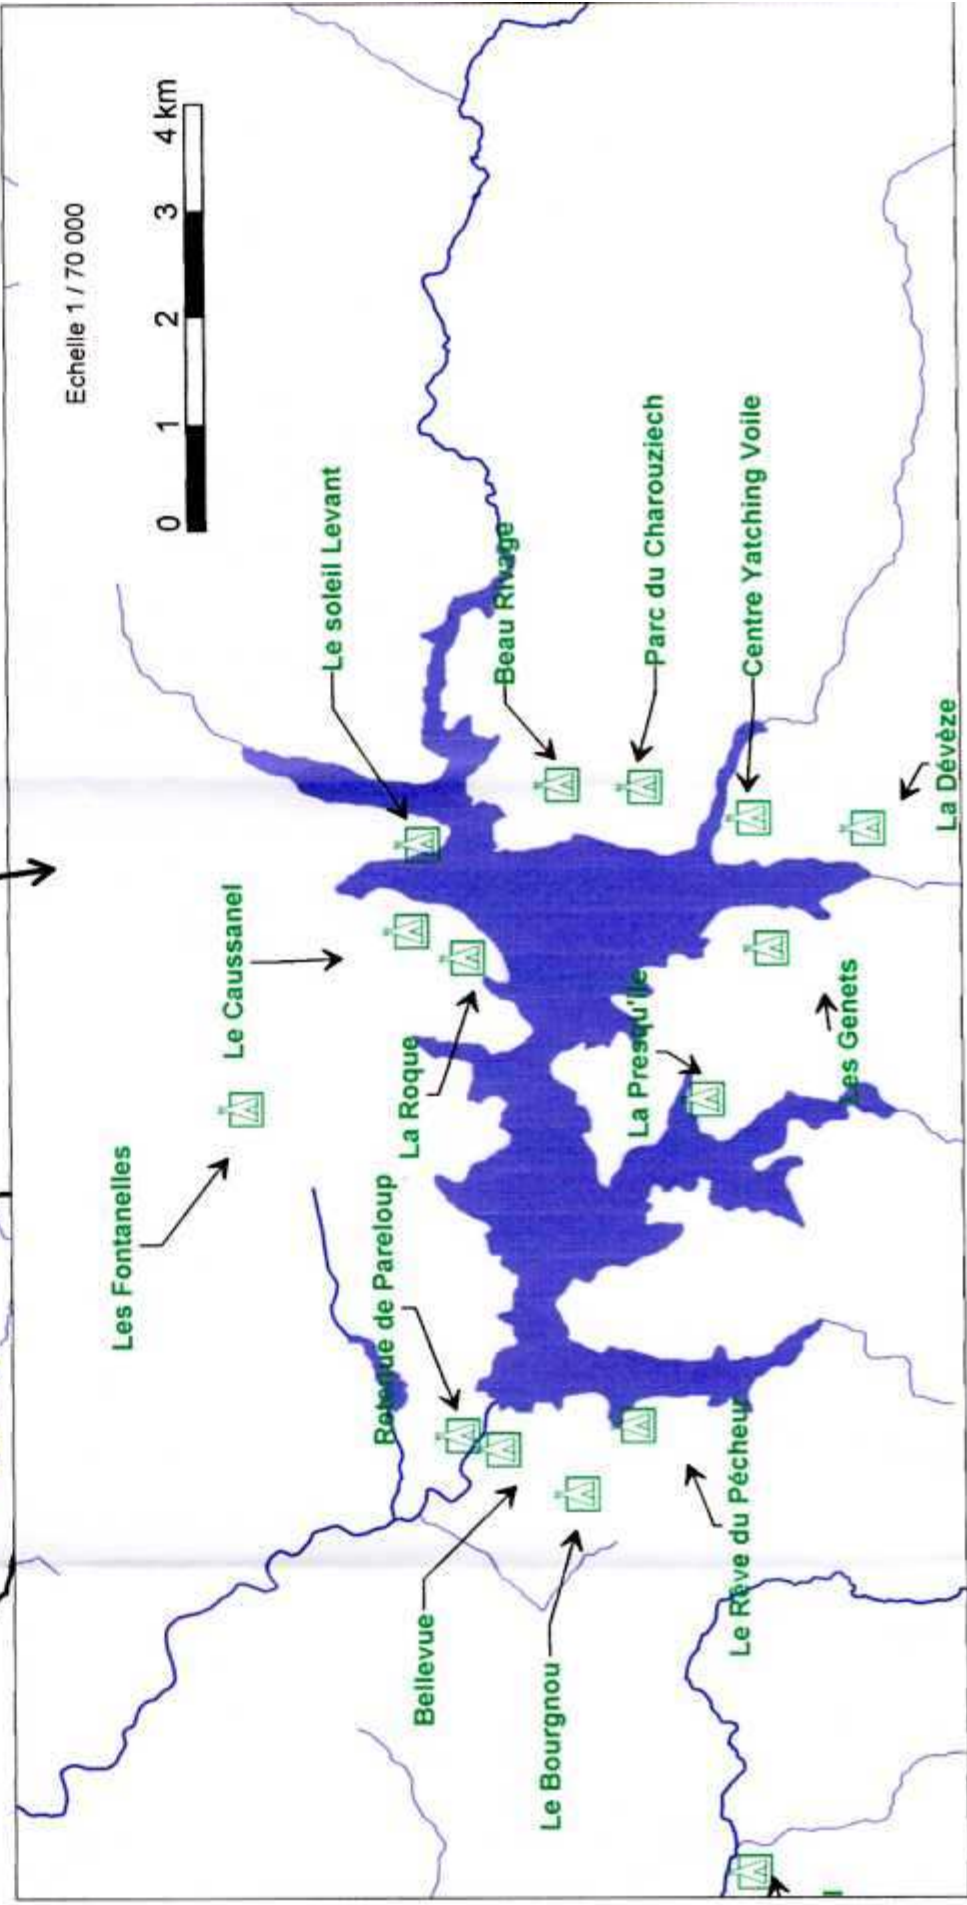 Echelle 1 / 70 000
Les Fontanelles
0 1 2 3 4 km
Le Caussanel
Le soleil Levant
Retenue de Pareloup
La Roque
Bellevue
Beau Rivage
Le Bourgnou
La Presqu'île
Parc du Charouziech
Le Rêve du Pécheur
Centre Yatching Voile
Les Genets
La Dévèze